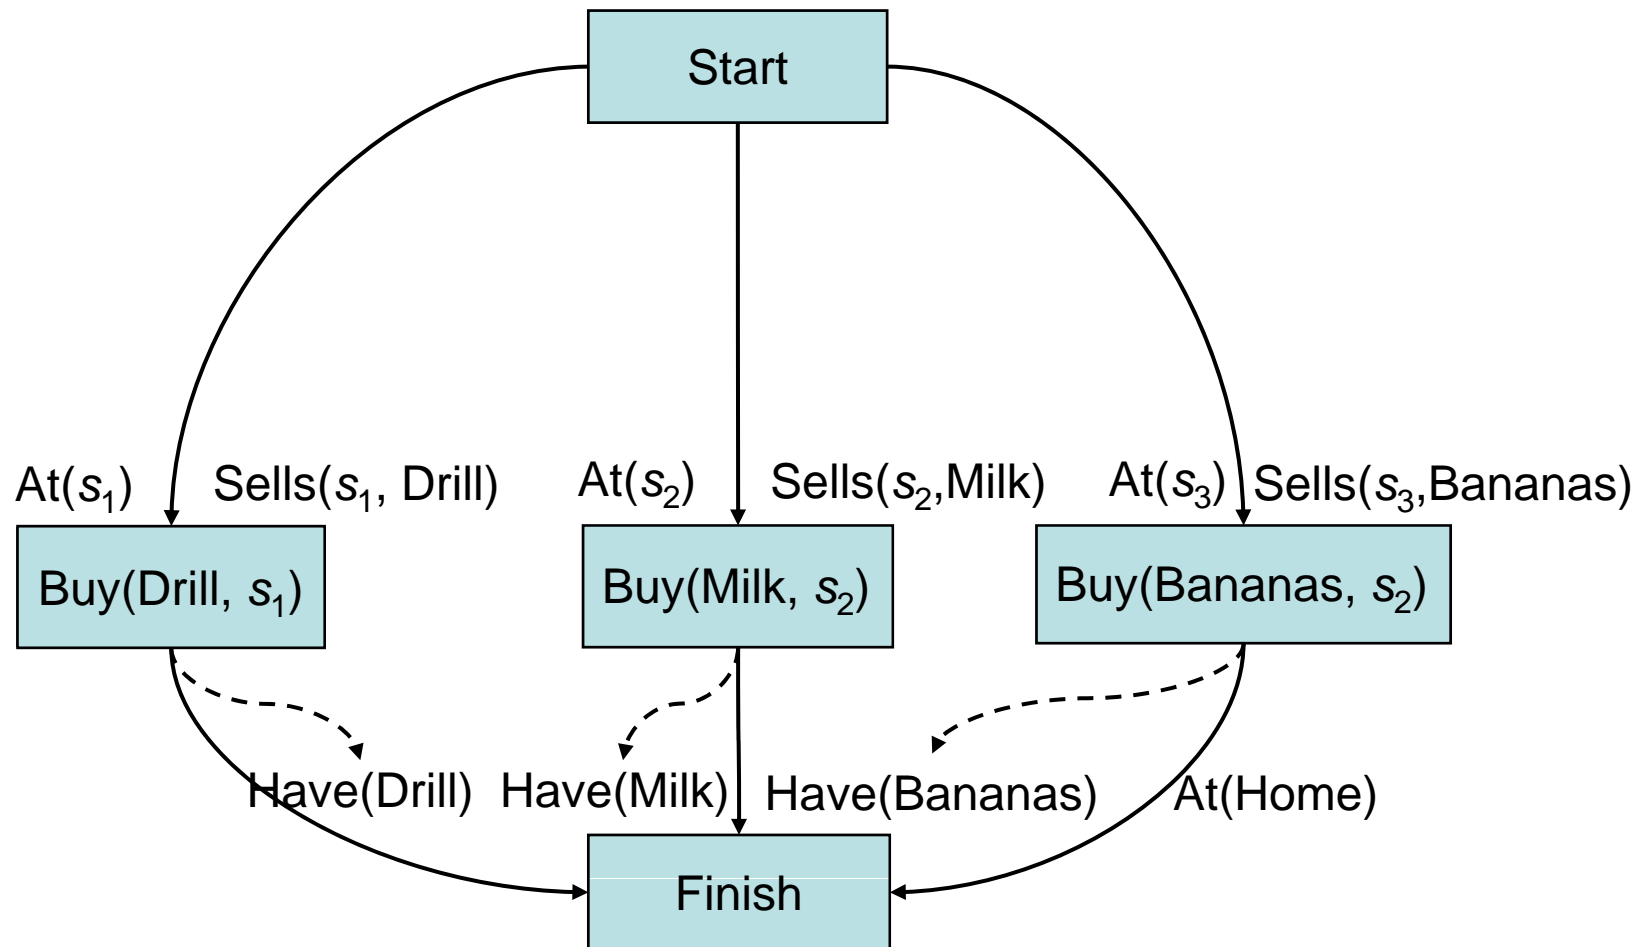 Start
At(s₁) Sells(s₁, Drill) At(s₂) Sells(s₂,Milk) At(s₃) Sells(s₃,Bananas)
Buy(Drill, s₁) Buy(Milk, s₂) Buy(Bananas, s₂)
Have(Drill) Have(Milk) Have(Bananas) At(Home)
Finish